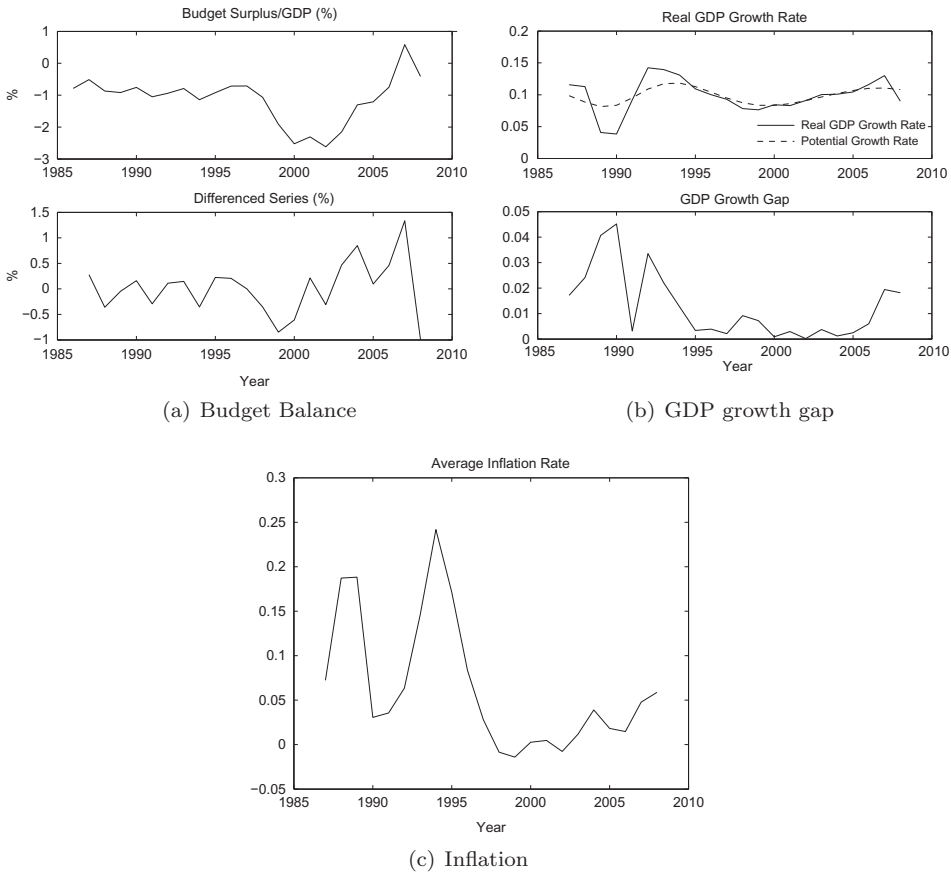 Budget Surplus/GDP (%)
1
0
−1
−2
−3
%
1985 1990 1995 2000 2005 2010
Differenced Series (%)
1.5
1
0.5
0
−0.5
−1
%
1985 1990 1995 2000 2005 2010
Year
(a) Budget Balance
Real GDP Growth Rate
0.2
0.15
0.1
0.05
0
Real GDP Growth Rate
Potential Growth Rate
1985 1990 1995 2000 2005 2010
GDP Growth Gap
0.05
0.04
0.03
0.02
0.01
0
1985 1990 1995 2000 2005 2010
Year
(b) GDP growth gap
Average Inflation Rate
0.3
0.25
0.2
0.15
0.1
0.05
0
−0.05
1985 1990 1995 2000 2005 2010
Year
(c) Inflation